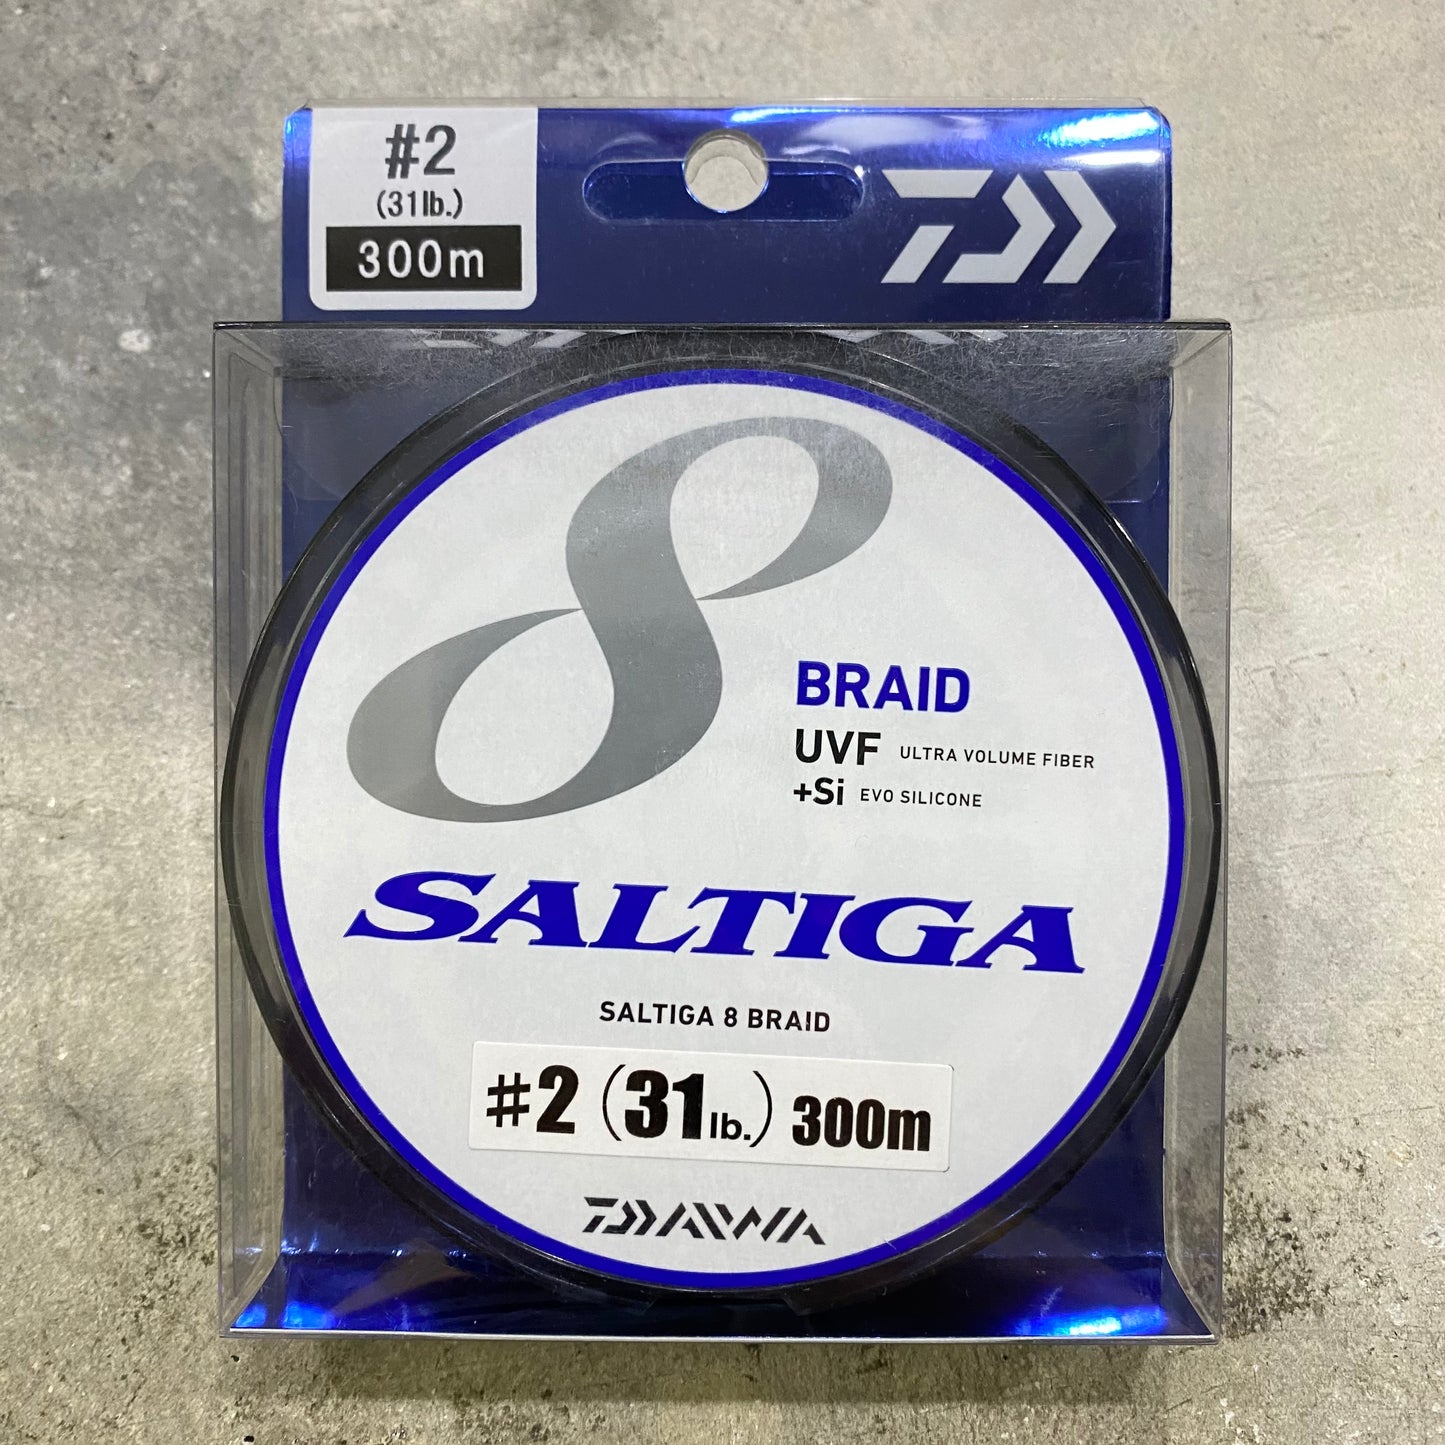 #2
(31lb.)
300m
8
BRAID
UVF ULTRA VOLUME FIBER
+Si EVO SILICONE
SALTIGA
SALTIGA 8 BRAID
#2 (31lb.) 300m
DAIWA